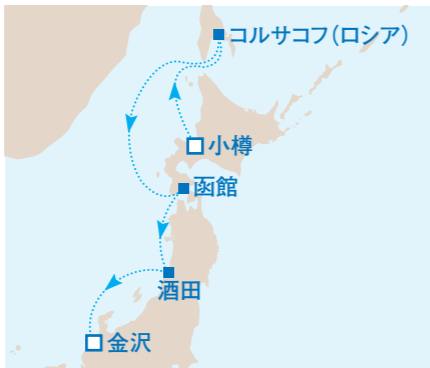 コルサコフ（ロシア）
小樽
函館
酒田
金沢